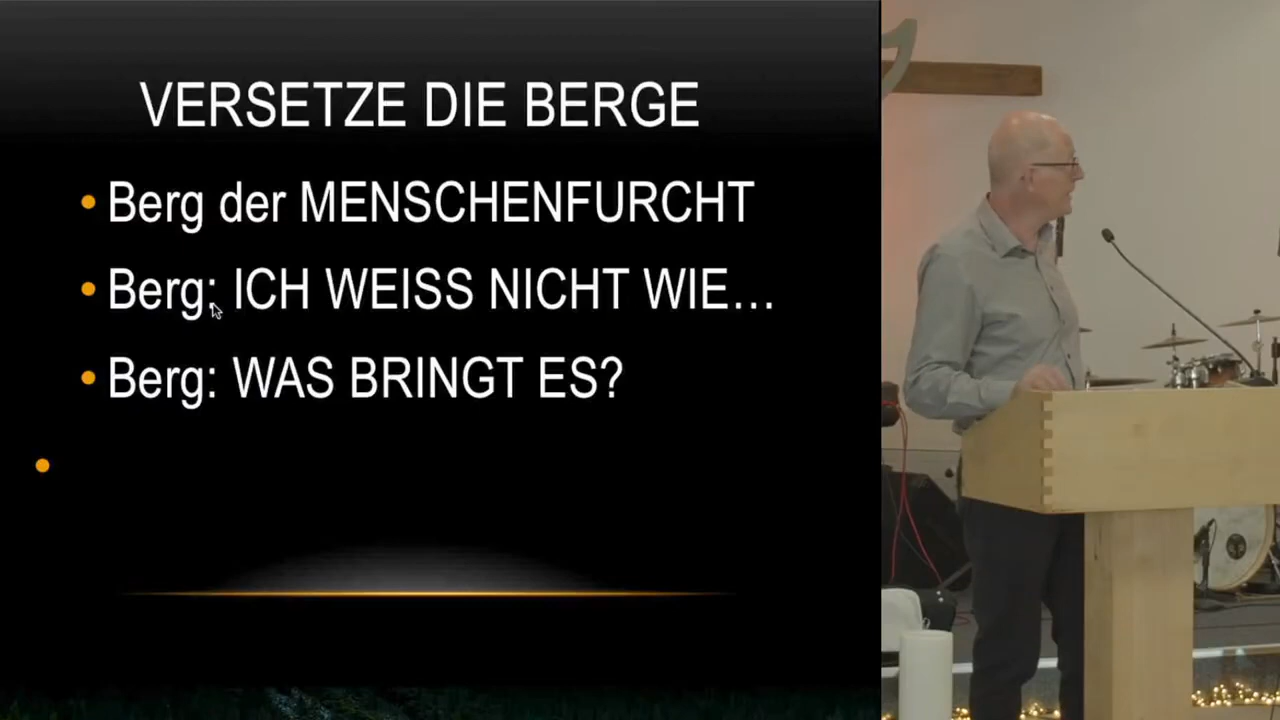 VERSETZE DIE BERGE
• Berg der MENSCHENFURCHT
• Berg: ICH WEISS NICHT WIE…
• Berg: WAS BRINGT ES?
•